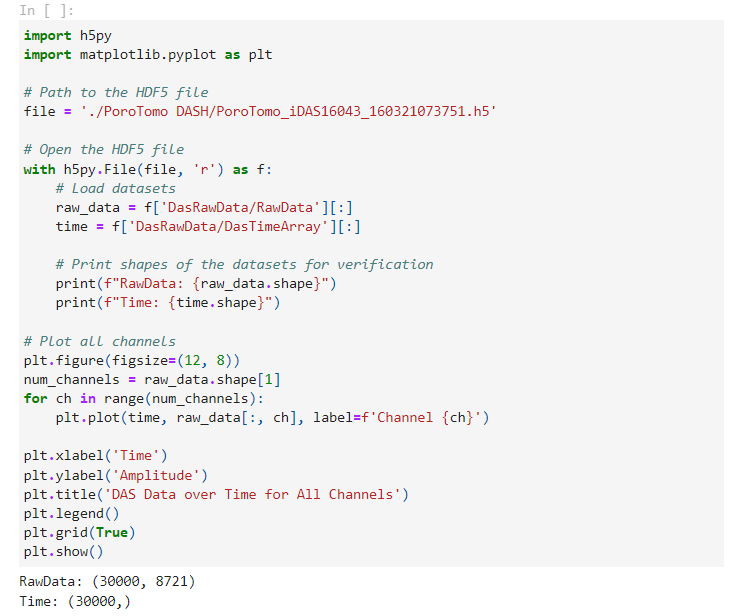 In [ ]:
import h5py
import matplotlib.pyplot as plt
# Path to the HDF5 file
file = './PoroTomo DASH/PoroTomo_iDAS16043_160321073751.h5'
# Open the HDF5 file
with h5py.File(file, 'r') as f:
    # Load datasets
    raw_data = f['DasRawData/RawData'][:]
    time = f['DasRawData/DasTimeArray'][:]
    # Print shapes of the datasets for verification
    print(f"RawData: {raw_data.shape}")
    print(f"Time: {time.shape}")
# Plot all channels
plt.figure(figsize=(12, 8))
num_channels = raw_data.shape[1]
for ch in range(num_channels):
    plt.plot(time, raw_data[:, ch], label=f'Channel {ch}')
plt.xlabel('Time')
plt.ylabel('Amplitude')
plt.title('DAS Data over Time for All Channels')
plt.legend()
plt.grid(True)
plt.show()
RawData: (30000, 8721)
Time: (30000,)